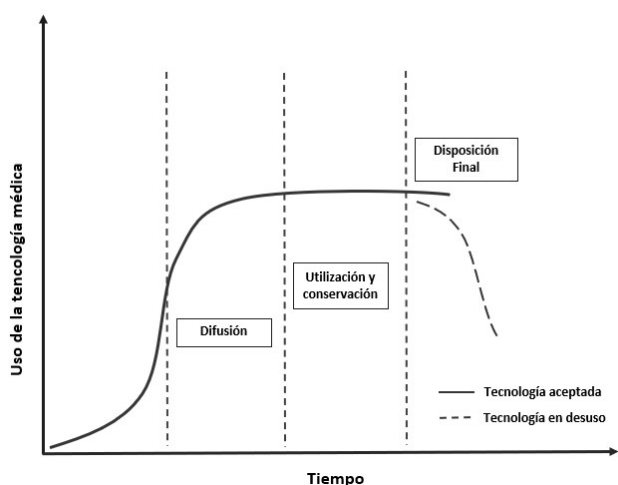 Uso de la tencología médica
Disposición
Final
Utilización y
conservación
Difusión
Tecnología aceptada
Tecnología en desuso
Tiempo